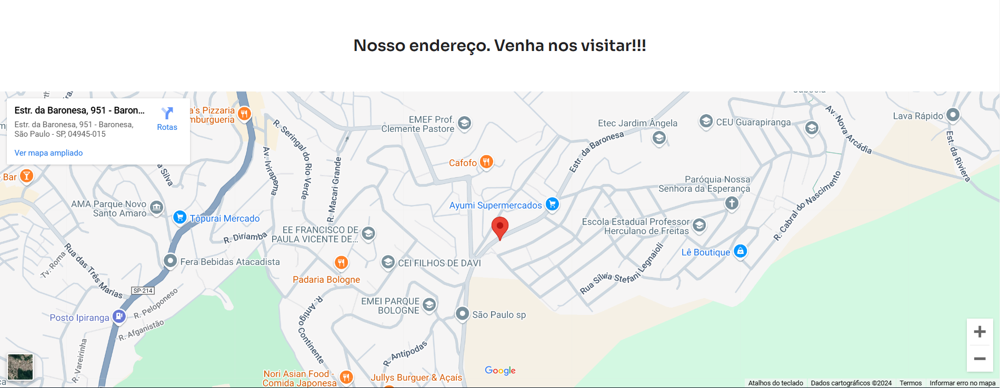 Nosso endereço. Venha nos visitar!!!
Estr. da Baronesa, 951 - Baron...
Estr. da Baronesa, 951 - Baronesa,
São Paulo - SP, 04945-015
Rotas
Ver mapa ampliado
a's Pizzaria
mburgueria
R. Seringal do Rio Verde
EMEF Prof.
Clemente Pastore
Etec Jardim Ângela
CEU Guarapiranga
Av. Nova Arcádia
Lava Rápido
Est. da Riviera
Estr. da Baronesa
Av. Ivirapema
R. Macari Grande
Cafofo
a Silva
Bar
Paróquia Nossa
Senhora da Esperança
R. Cabral do Nascimento
AMA Parque Novo
Santo Amaro
Tôpurai Mercado
Ayumi Supermercados
Escola Estadual Professor
Herculano de Freitas
EE FRANCISCO DE
PAULA VICENTE DE...
R. Diriamba
Lê Boutique
Rua das Três Marias
Tv. Roma
Fera Bebidas Atacadista
CEI FILHOS DE DAVI
Padaria Bologne
Rua Sílvia Stefani Legnaioli
SP-214
R. Peloponeso
EMEI PARQUE
BOLOGNE
São Paulo sp
R. Antigo Continente
Posto Ipiranga
R. Afganistão
R. Vareirinha
R. Antípodas
Nori Asian Food -
Comida Japonesa
Jullys Burguer & Açaís
Google
Atalhos do teclado
Dados cartográficos ©2024
Termos
Informar erro no mapa